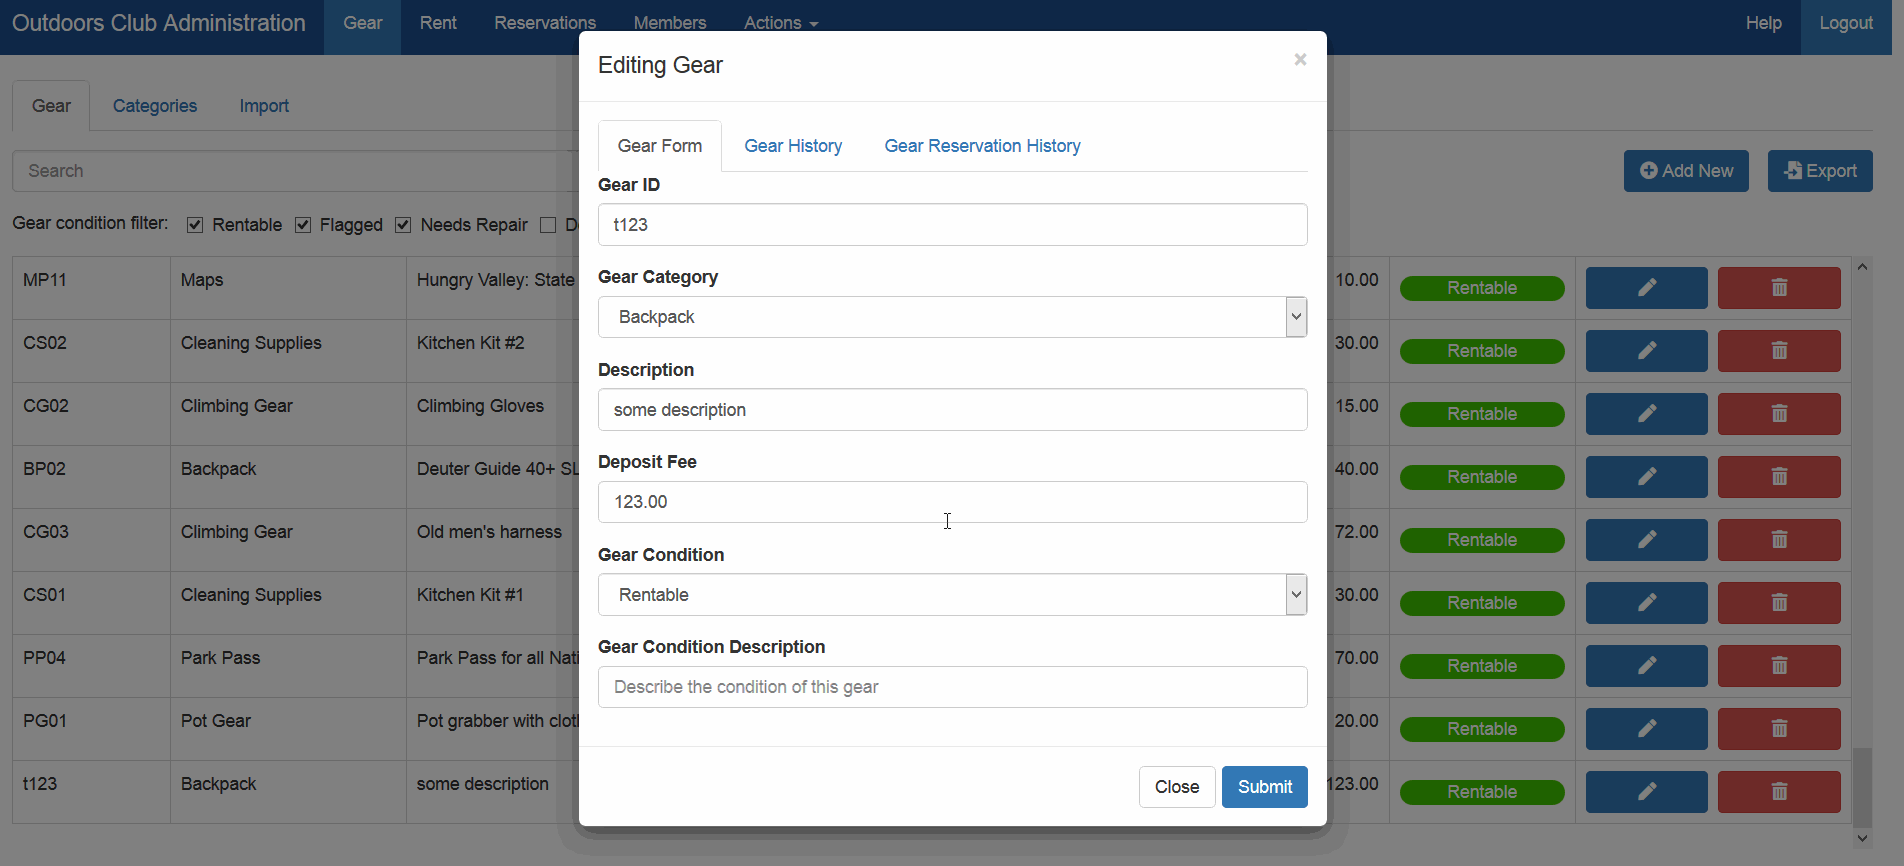 Outdoors Club Administration Gear Rent Reservations Members Actions Help Logout
Gear Categories Import
Search
Add New Export
Gear condition filter: Rentable Flagged Needs Repair
MP11 Maps Hungry Valley: State 10.00 Rentable
CS02 Cleaning Supplies Kitchen Kit #2 30.00 Rentable
CG02 Climbing Gear Climbing Gloves 15.00 Rentable
BP02 Backpack Deuter Guide 40+ SL 40.00 Rentable
CG03 Climbing Gear Old men's harness 72.00 Rentable
CS01 Cleaning Supplies Kitchen Kit #1 30.00 Rentable
PP04 Park Pass Park Pass for all Nati 70.00 Rentable
PG01 Pot Gear Pot grabber with clot 20.00 Rentable
t123 Backpack some description 123.00 Rentable
Editing Gear ×
Gear Form Gear History Gear Reservation History
Gear ID
t123
Gear Category
Backpack
Description
some description
Deposit Fee
123.00
Gear Condition
Rentable
Gear Condition Description
Describe the condition of this gear
Close Submit